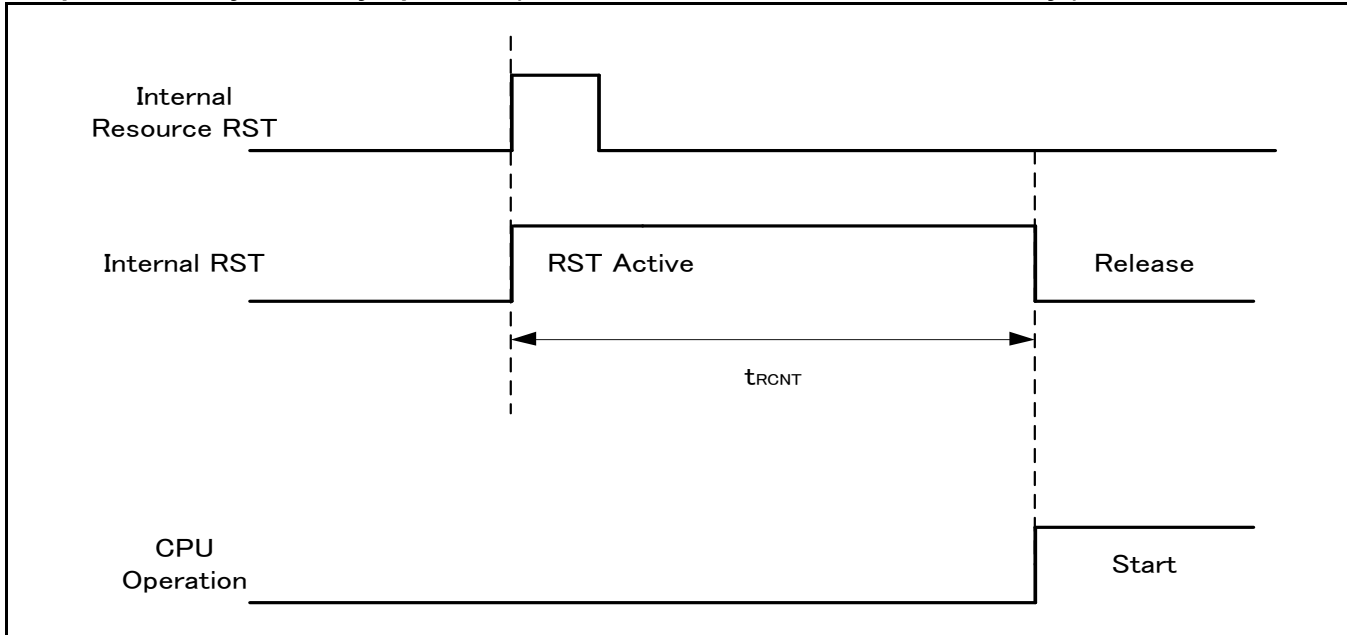 Internal
Resource RST
Internal RST
RST Active
Release
tRCNT
CPU
Operation
Start